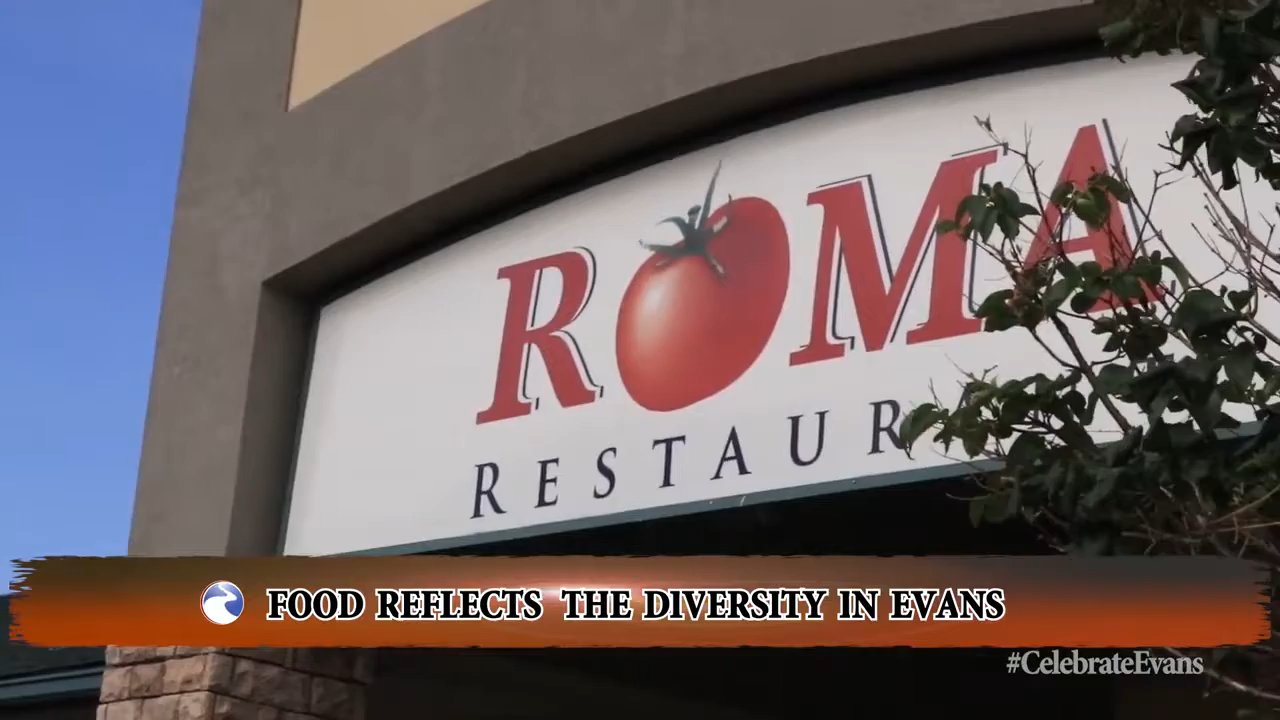 ROMA
RESTAUR
FOOD REFLECTS THE DIVERSITY IN EVANS
#CelebrateEvans